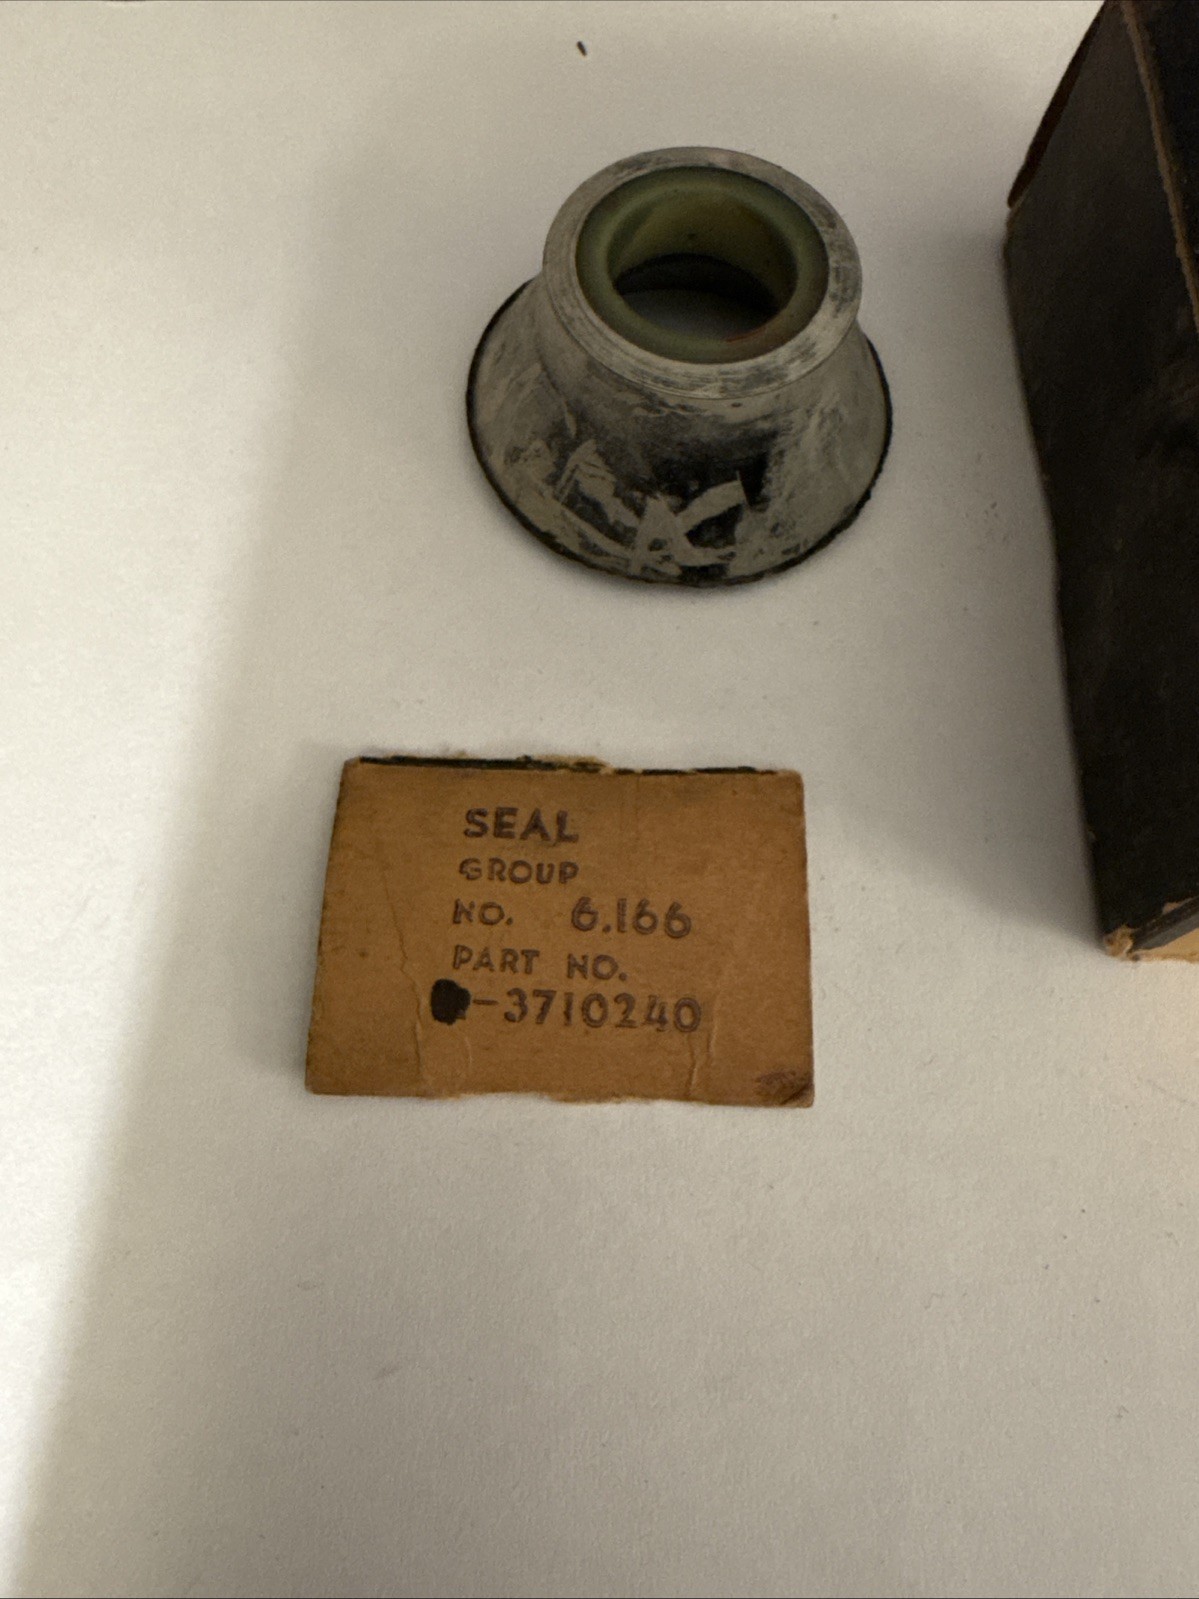 SEAL
GROUP
NO. 6.166
PART NO.
-3710240